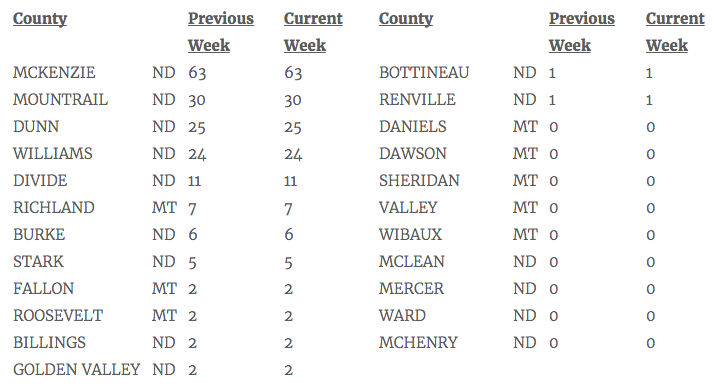 County Previous Week Current Week County Previous Week Current Week
MCKENZIE ND 63 63 BOTTINEAU ND 1 1
MOUNTRAIL ND 30 30 RENVILLE ND 1 1
DUNN ND 25 25 DANIELS MT 0 0
WILLIAMS ND 24 24 DAWSON MT 0 0
DIVIDE ND 11 11 SHERIDAN MT 0 0
RICHLAND MT 7 7 VALLEY MT 0 0
BURKE ND 6 6 WIBAUX MT 0 0
STARK ND 5 5 MCLEAN ND 0 0
FALLON MT 2 2 MERCER ND 0 0
ROOSEVELT MT 2 2 WARD ND 0 0
BILLINGS ND 2 2 MCHENRY ND 0 0
GOLDEN VALLEY ND 2 2